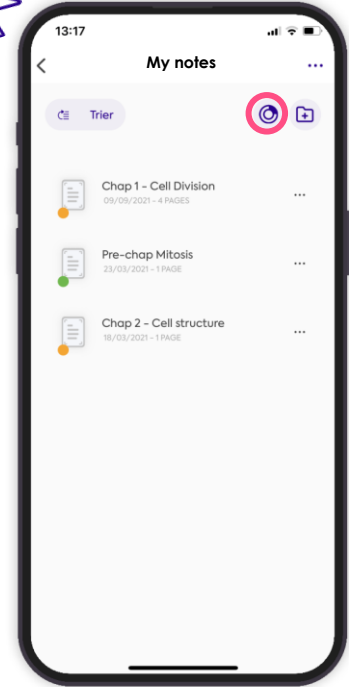 13:17
My notes
Trier
Chap 1 - Cell Division
09/09/2021 - 4 PAGES
Pre-chap Mitosis
23/03/2021 - 1 PAGE
Chap 2 - Cell structure
18/03/2021 - 1 PAGE